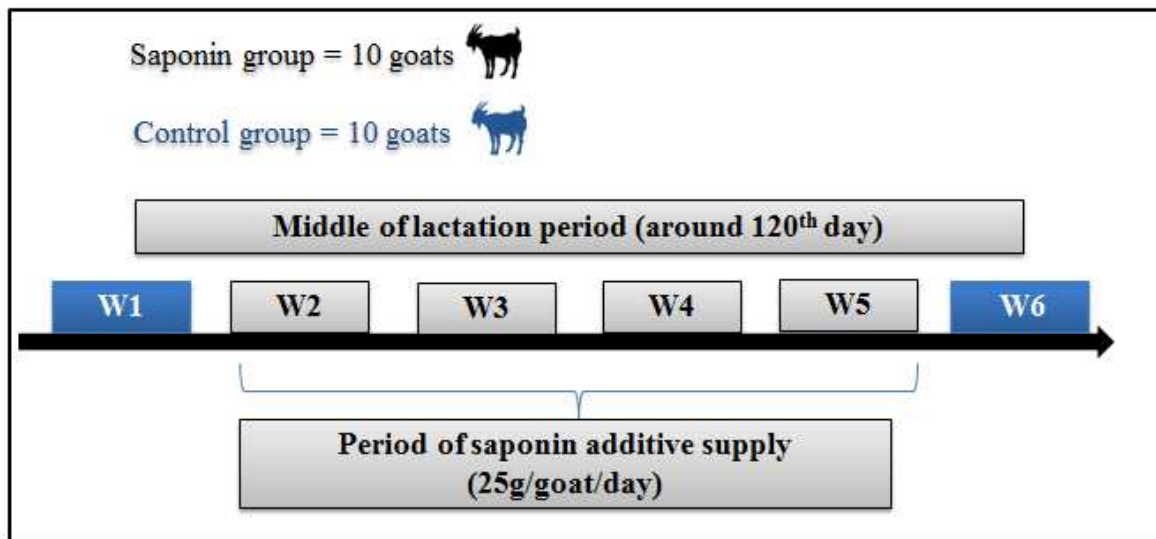 Saponin group = 10 goats
Control group = 10 goats
Middle of lactation period (around 120th day)
W1 W2 W3 W4 W5 W6
Period of saponin additive supply
(25g/goat/day)